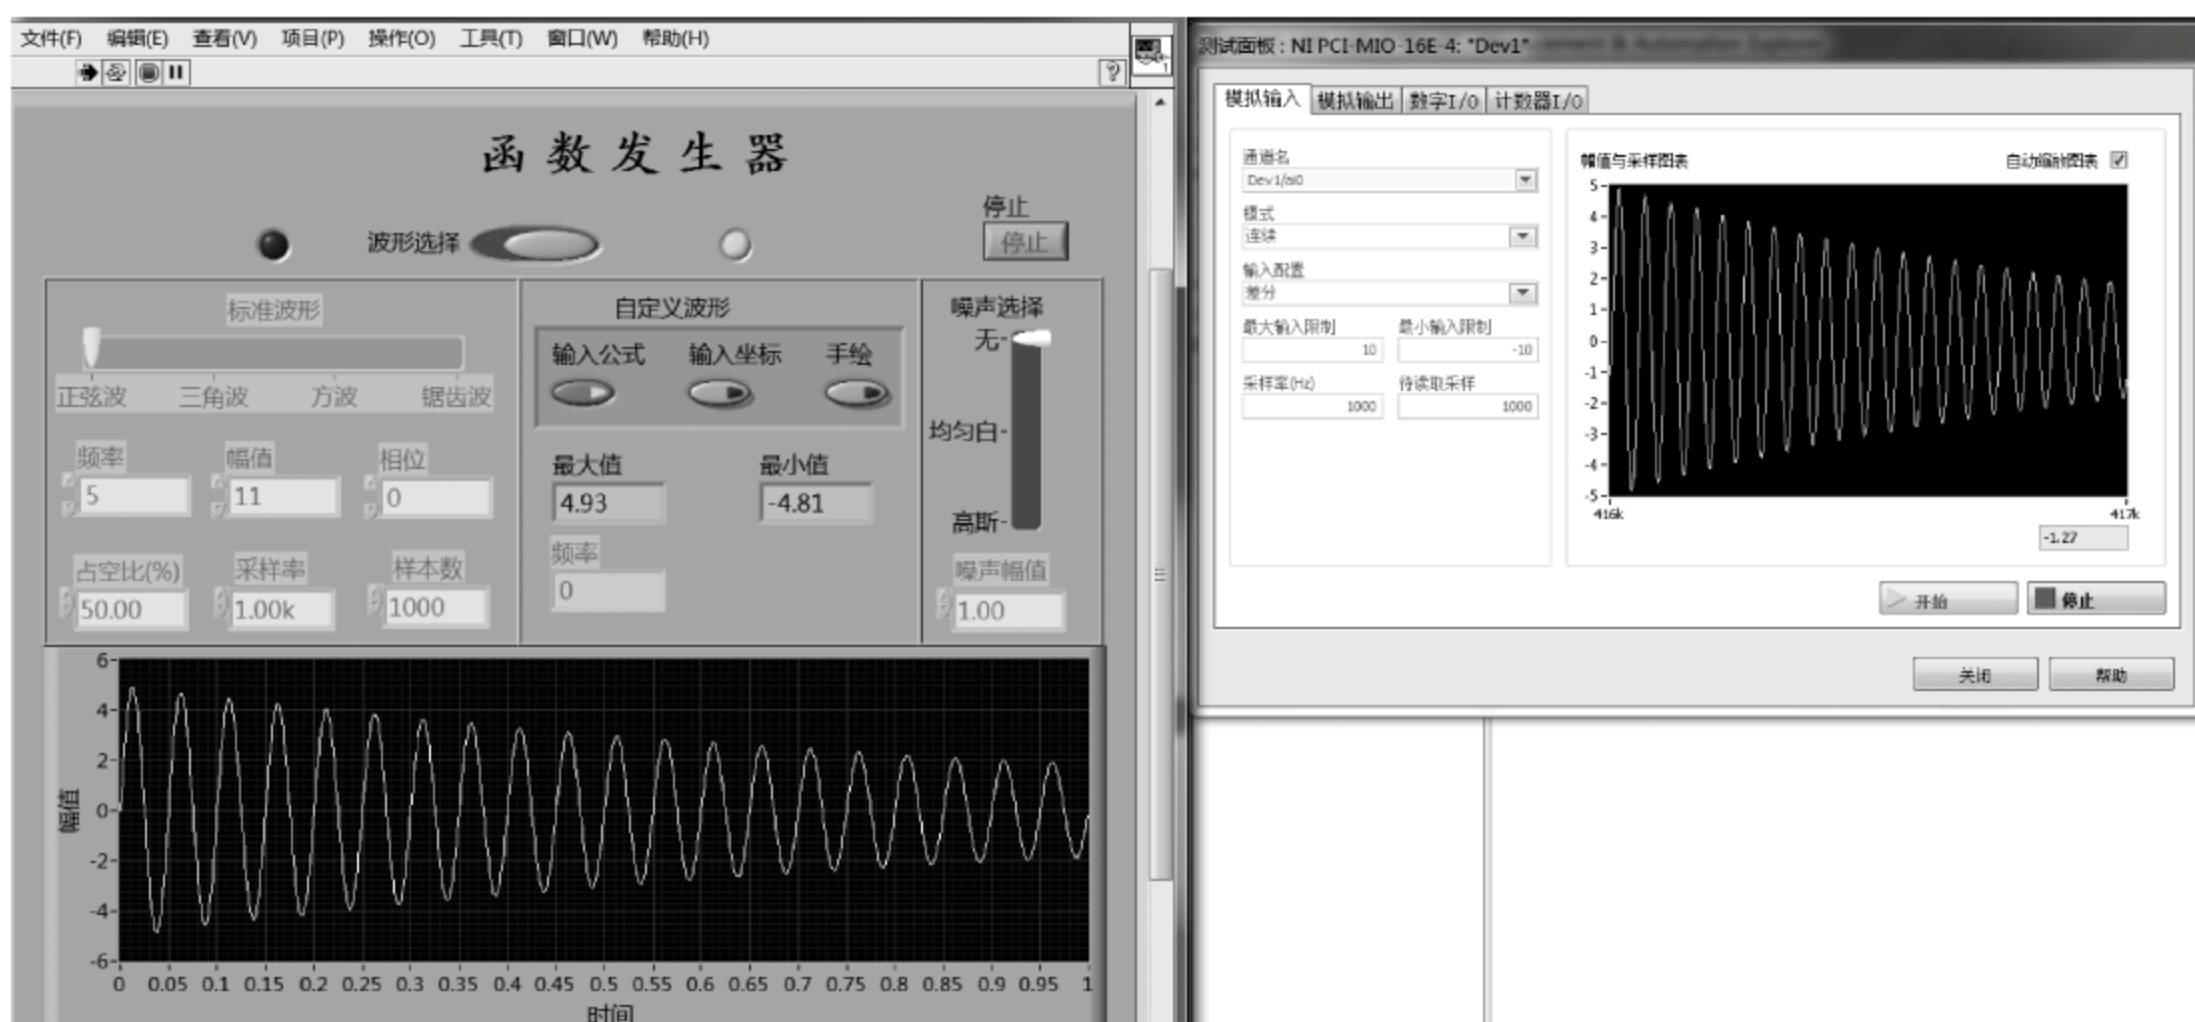 文件(F) 编辑(E) 查看(V) 项目(P) 操作(O) 工具(T) 窗口(W) 帮助(H)
?
1
函数发生器
波形选择
停止
停止
标准波形
正弦波 三角波 方波 锯齿波
频率 幅值 相位
5 11 0
占空比(%) 采样率 样本数
50.00 1.00k 1000
自定义波形
输入公式 输入坐标 手绘
最大值 最小值
4.93 -4.81
频率
0
噪声选择
无
均匀白
高斯
噪声幅值
1.00
6
4
2
0
-2
-4
-6
幅值
0 0.05 0.1 0.15 0.2 0.25 0.3 0.35 0.4 0.45 0.5 0.55 0.6 0.65 0.7 0.75 0.8 0.85 0.9 0.95 1
时间
测试面板 : NI PCI-MIO-16E-4: "Dev1"
模拟输入 模拟输出 数字I/O 计数器I/O
通道名
Dev1/ai0
模式
连续
输入配置
差分
最大输入限制 最小输入限制
10 -10
采样率(Hz) 待读取采样
1000 1000
幅值与采样图表 自动缩放图表
5
4
3
2
1
0
-1
-2
-3
-4
-5
416k 417k
-1.27
开始 停止
关闭 帮助